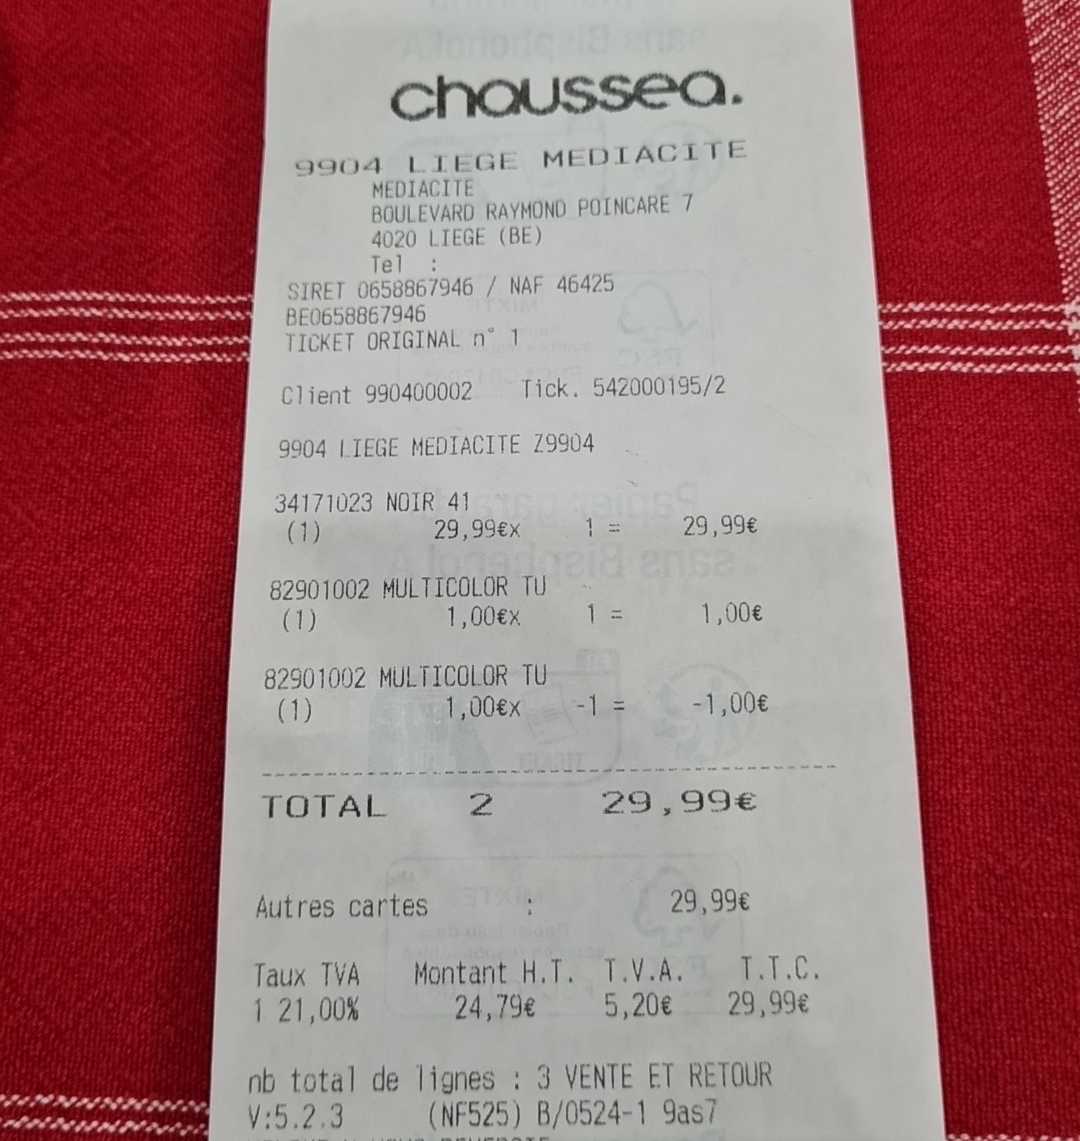 chaussea.
9904 LIEGE MEDIACITE
MEDIACITE
BOULEVARD RAYMOND POINCARE 7
4020 LIEGE (BE)
Tel :
SIRET 0658867946 / NAF 46425
BE0658867946
TICKET ORIGINAL n° 1
Client 990400002 Tick. 542000195/2
9904 LIEGE MEDIACITE Z9904
34171023 NOIR 41
(1) 29,99€x 1 = 29,99€
82901002 MULTICOLOR TU
(1) 1,00€x 1 = 1,00€
82901002 MULTICOLOR TU
(1) 1,00€x -1 = -1,00€
TOTAL 2 29,99€
Autres cartes : 29,99€
Taux TVA Montant H.T. T.V.A. T.T.C.
1 21,00% 24,79€ 5,20€ 29,99€
nb total de lignes : 3 VENTE ET RETOUR
V:5.2.3 (NF525) B/0524-1 9as7